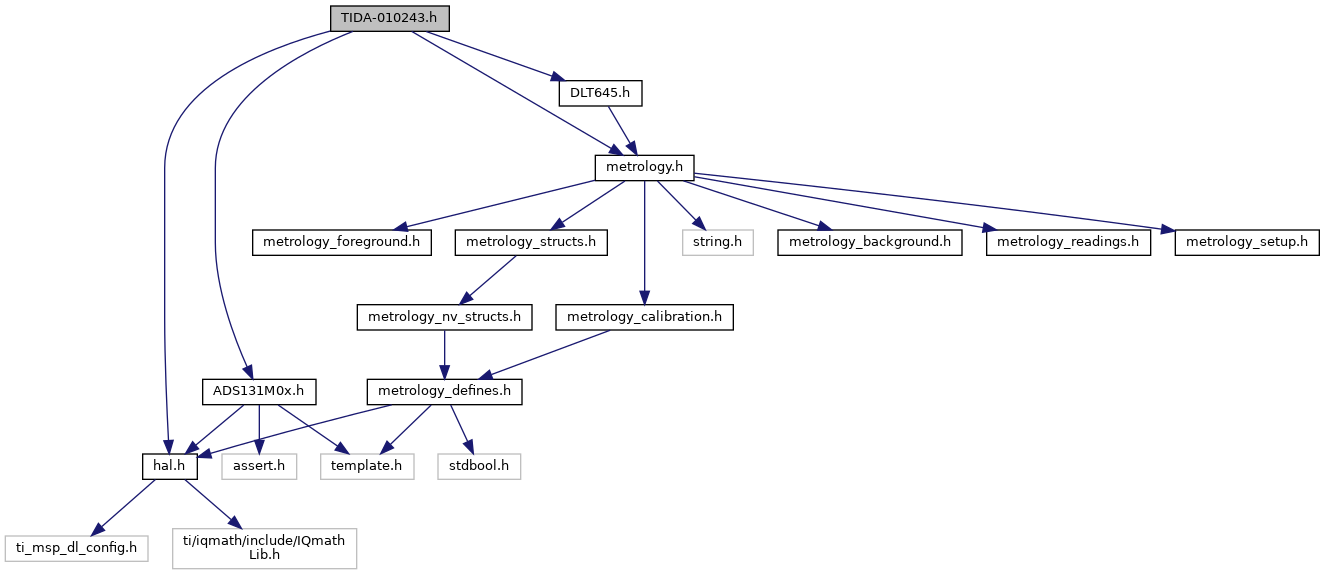 TIDA-010243.h
DLT645.h
metrology.h
metrology_foreground.h
metrology_structs.h
string.h
metrology_background.h
metrology_readings.h
metrology_setup.h
metrology_nv_structs.h
metrology_calibration.h
ADS131M0x.h
metrology_defines.h
hal.h
assert.h
template.h
stdbool.h
ti_msp_dl_config.h
ti/iqmath/include/IQmath
Lib.h